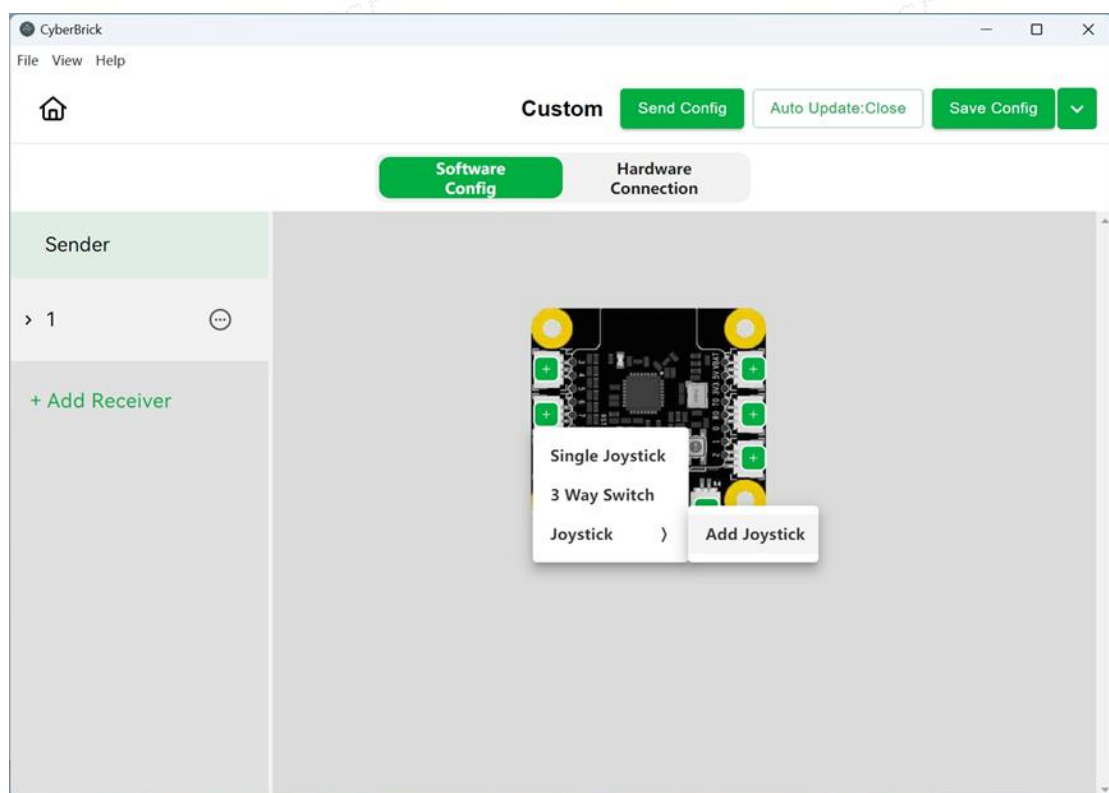 CyberBrick
File View Help
Custom
Send Config
Auto Update:Close
Save Config
Software
Config
Hardware
Connection
Sender
1
+ Add Receiver
Single Joystick
3 Way Switch
Joystick
Add Joystick